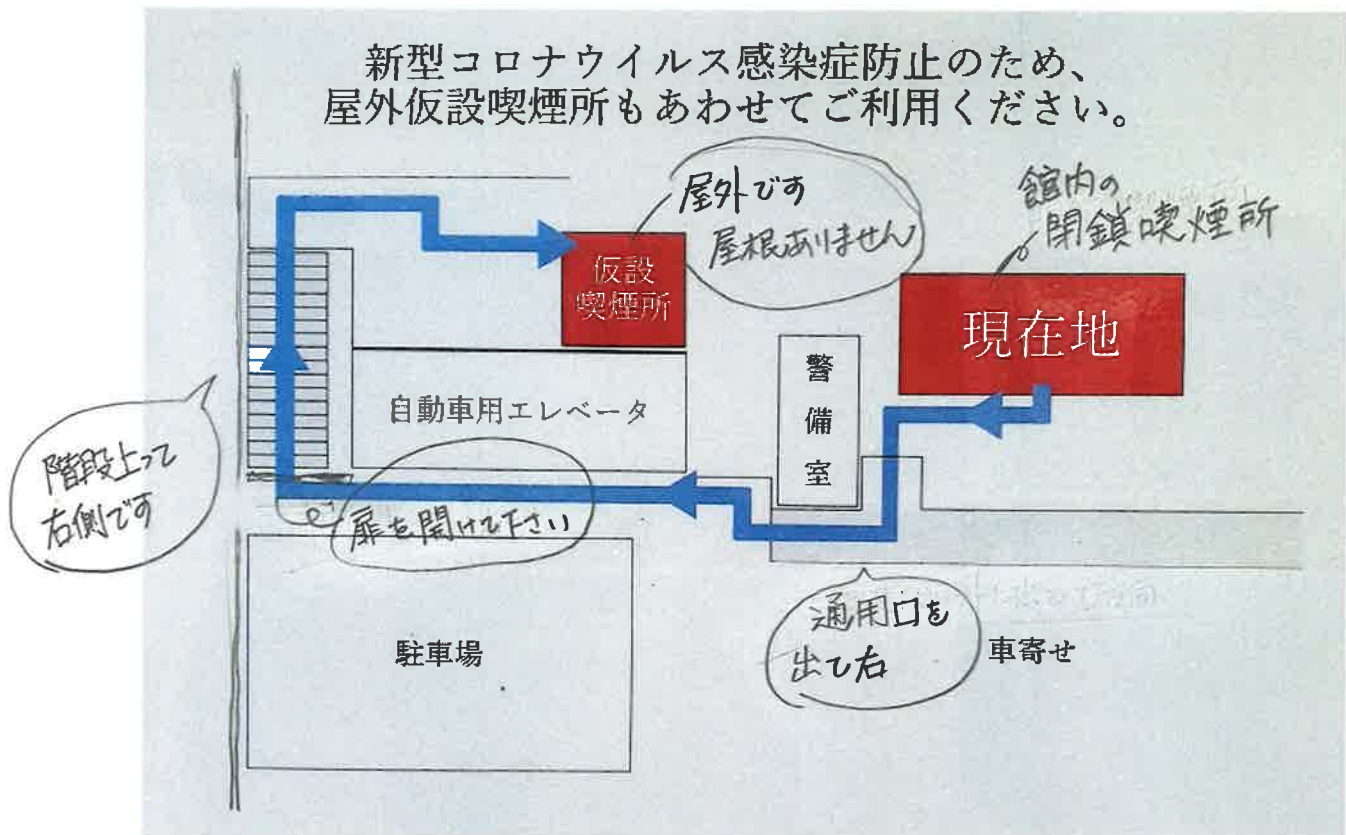 新型コロナウイルス感染症防止のため、
屋外仮設喫煙所もあわせてご利用ください。
屋外です
屋根ありません
館内の
閉鎖喫煙所
仮設
喫煙所
現在地
警
備
室
自動車用エレベータ
階段上って
右側です
扉を開けて下さい
通用口を
出て右
車寄せ
駐車場